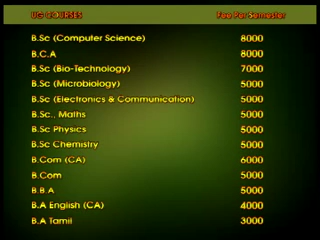 UG COURSES Fee Per Semester
B.Sc (Computer Science) 8000
B.C.A 8000
B.Sc (Bio-Technology) 7000
B.Sc (Microbiology) 5000
B.Sc (Electronics & Communication) 5000
B.Sc., Maths 5000
B.Sc Physics 5000
B.Sc Chemistry 5000
B.Com (CA) 6000
B.Com 5000
B.B.A 5000
B.A English (CA) 4000
B.A Tamil 3000